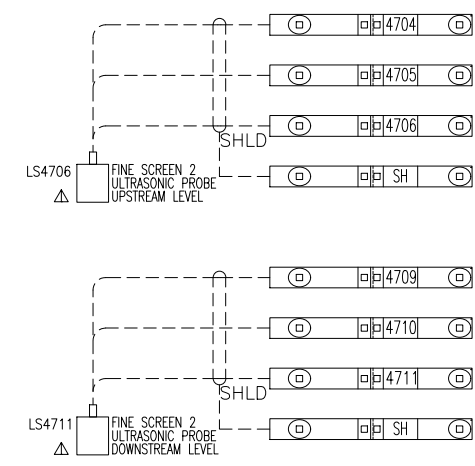 4704
4705
4706
SHLD
SH
LS4706
FINE SCREEN 2
ULTRASONIC PROBE
UPSTREAM LEVEL
4709
4710
4711
SHLD
SH
LS4711
FINE SCREEN 2
ULTRASONIC PROBE
DOWNSTREAM LEVEL